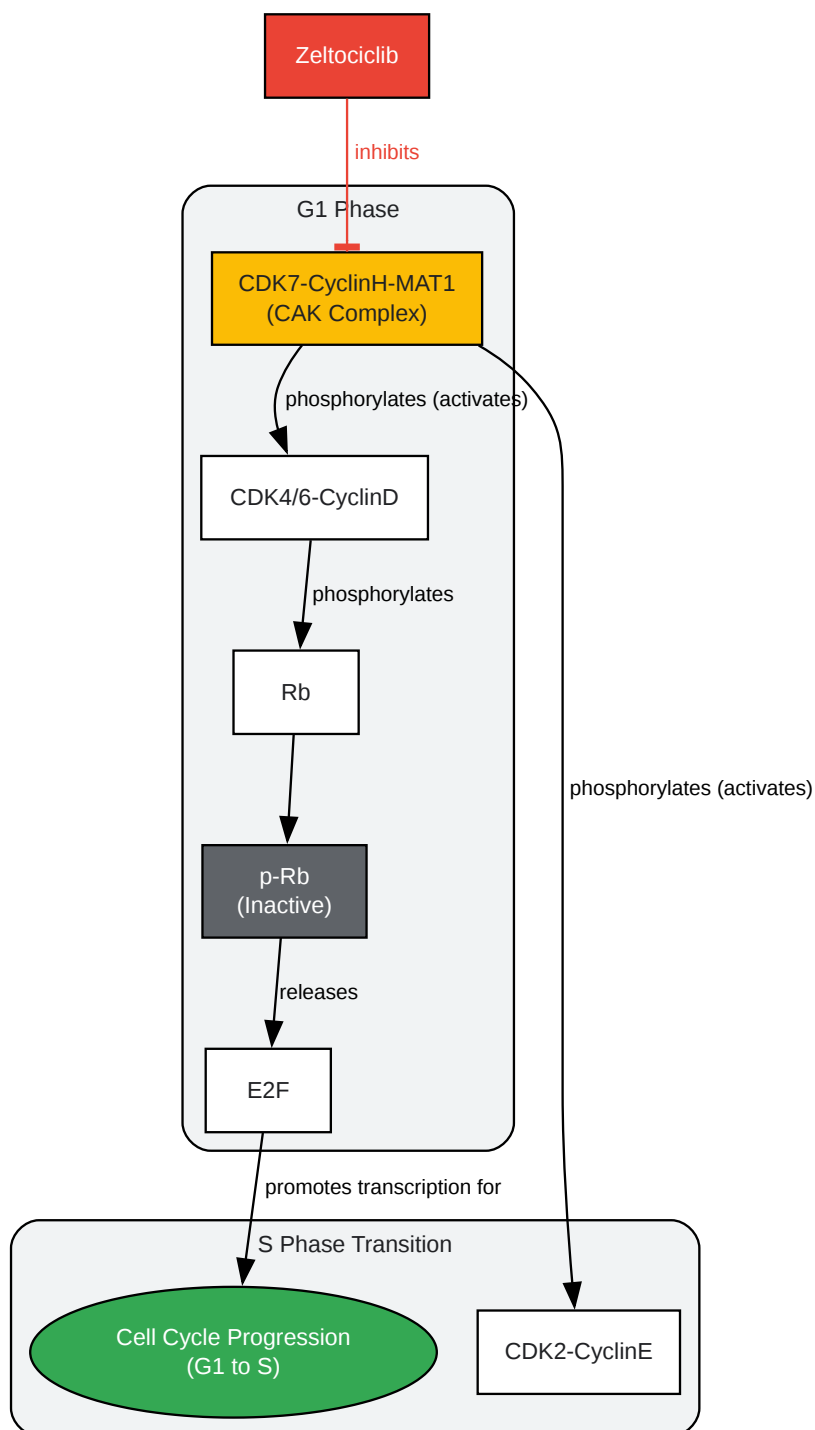 Zeltociclib
inhibits
G1 Phase
CDK7-CyclinH-MAT1
(CAK Complex)
phosphorylates (activates)
CDK4/6-CyclinD
phosphorylates
Rb
phosphorylates (activates)
p-Rb
(Inactive)
releases
E2F
promotes transcription for
S Phase Transition
Cell Cycle Progression
(G1 to S)
CDK2-CyclinE